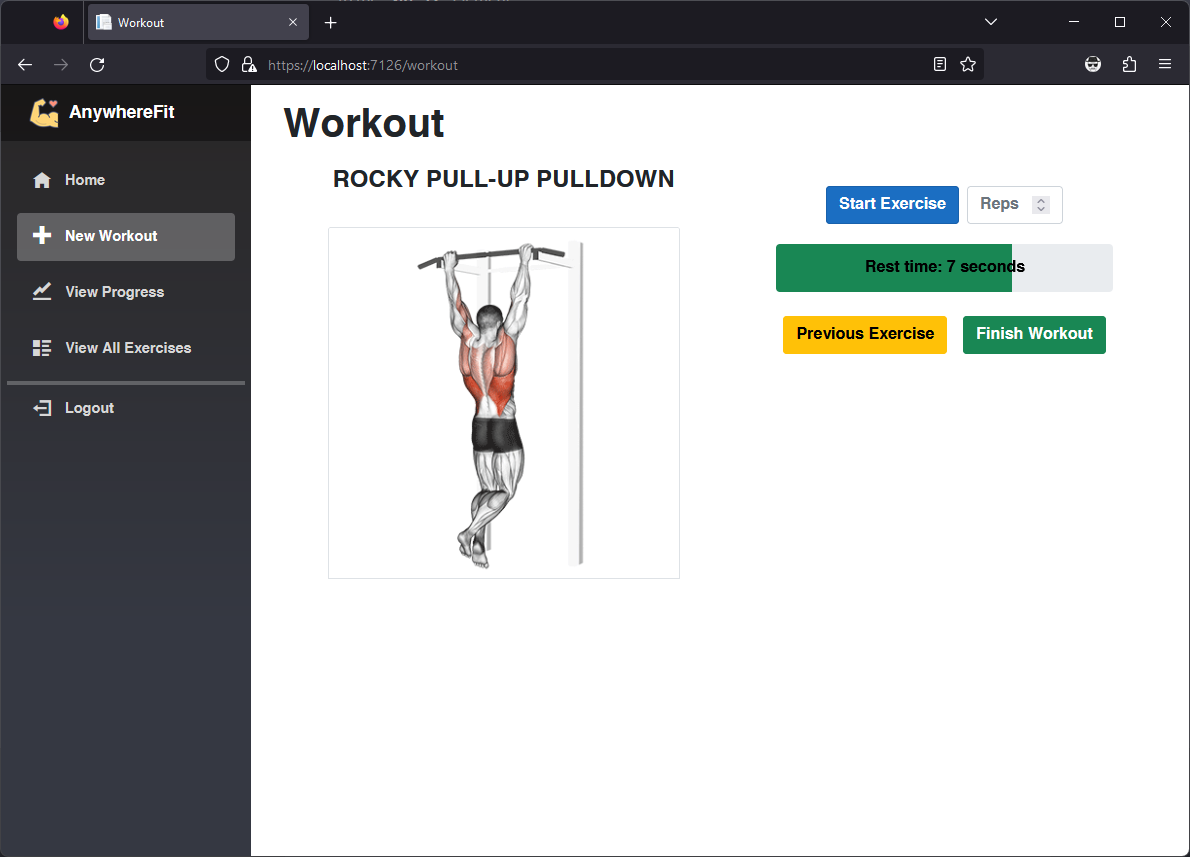 Workout
https://localhost:7126/workout
AnywhereFit
Home
New Workout
View Progress
View All Exercises
Logout
Workout
ROCKY PULL-UP PULLDOWN
Start Exercise
Reps
Rest time: 7 seconds
Previous Exercise
Finish Workout